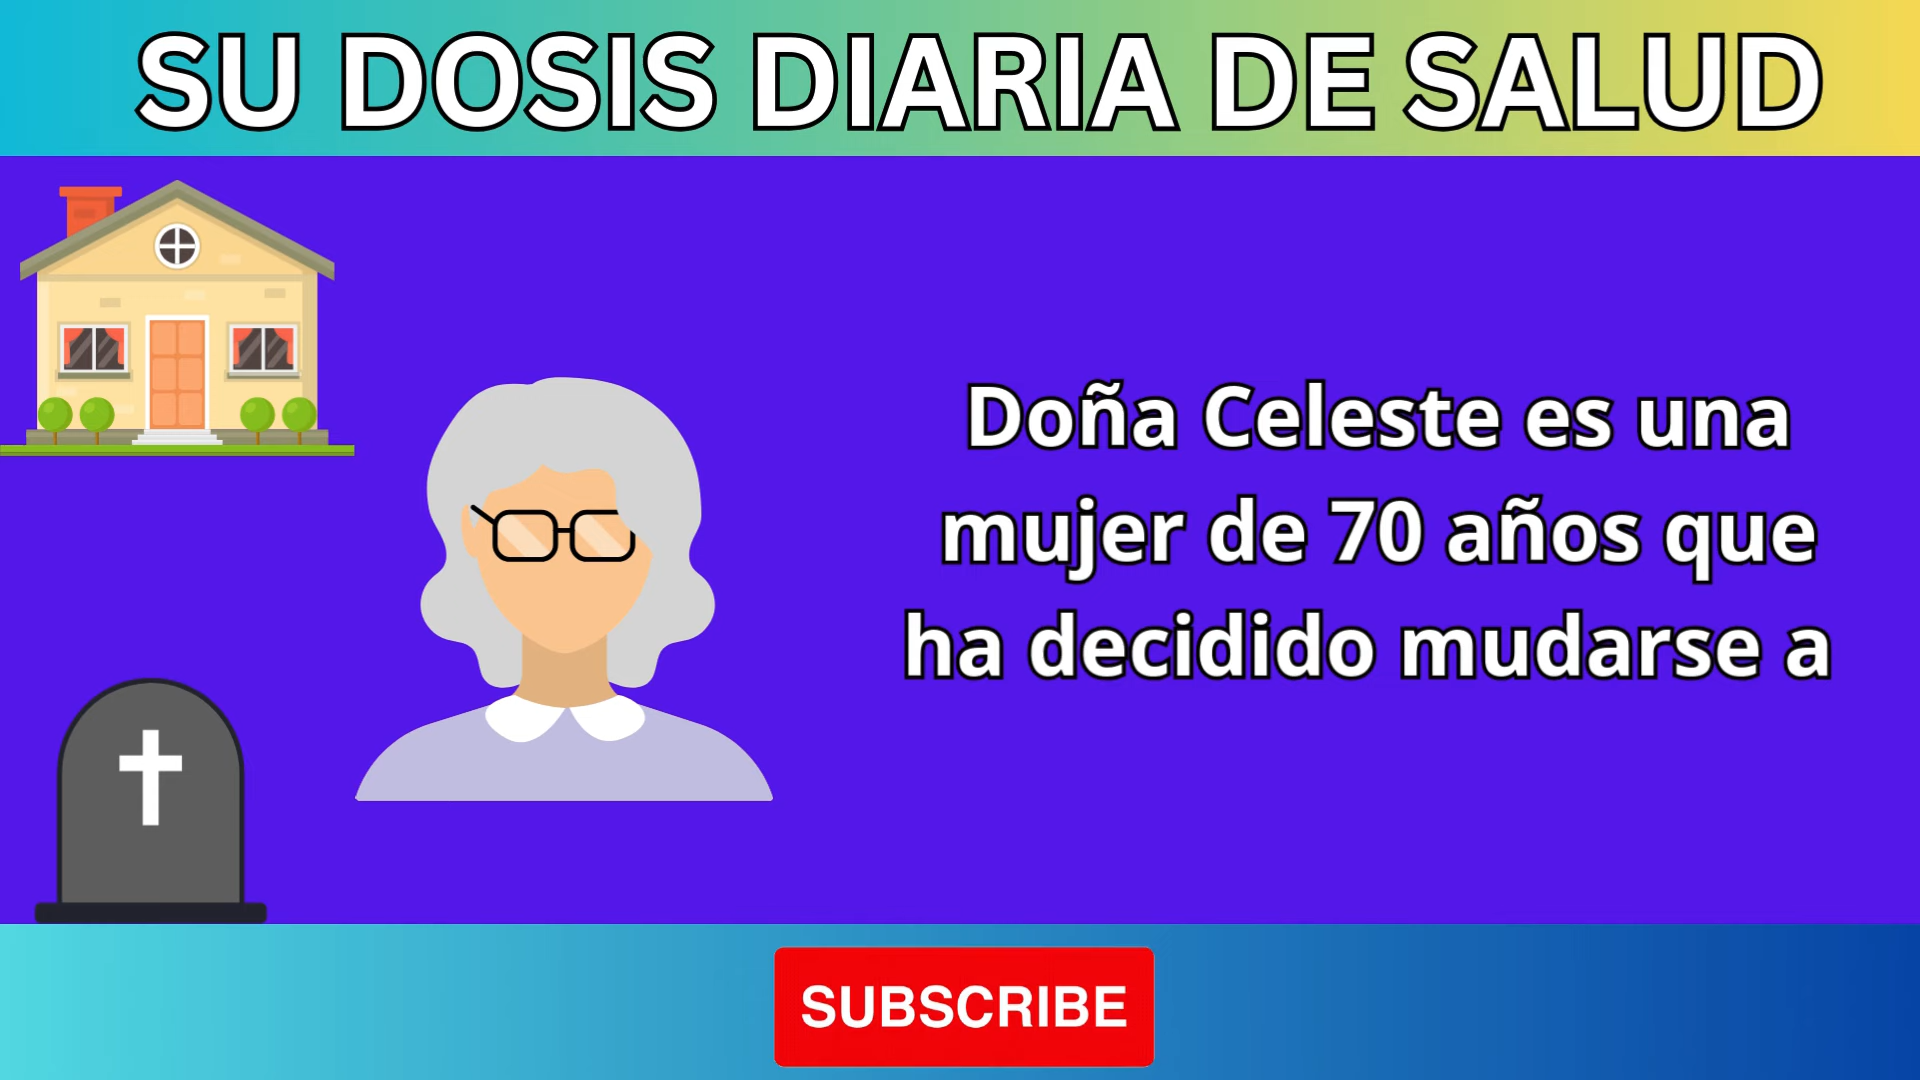 SU DOSIS DIARIA DE SALUD
Doña Celeste es una
mujer de 70 años que
ha decidido mudarse a
SUBSCRIBE